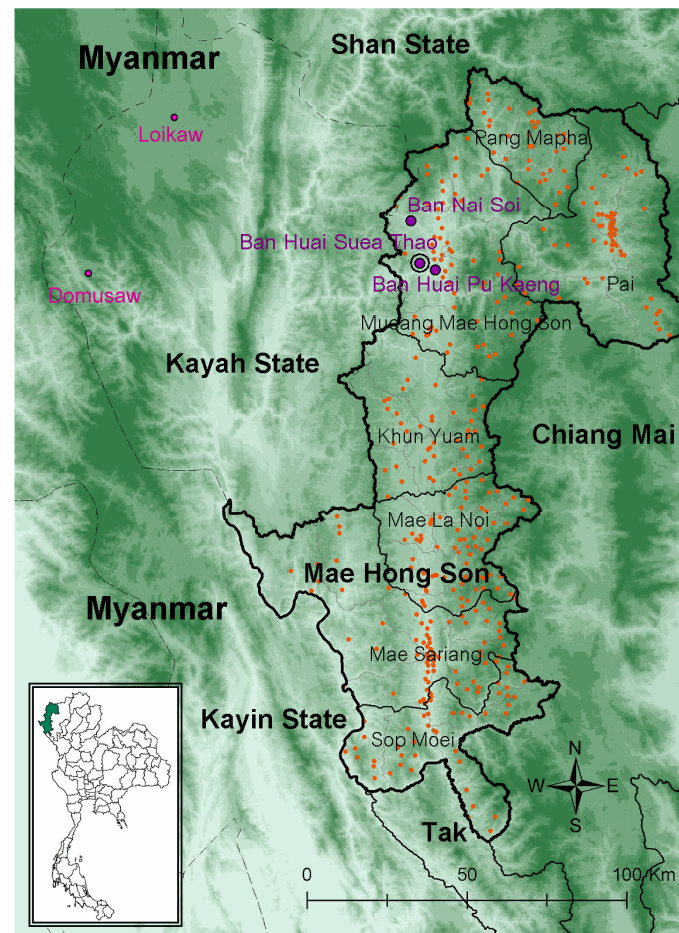 Shan State
Myanmar
Loikaw
Pang Mapha
Ban Nai Soi
Ban Huai Suea Thao
Ban Huai Pu Kaeng
Pai
Domusaw
Mueang Mae Hong Son
Kayah State
Khun Yuam
Chiang Mai
Mae La Noi
Mae Hong Son
Myanmar
Mae Sariang
Kayin State
Sop Moei
N
W
E
S
Tak
0
25
50
100 Km